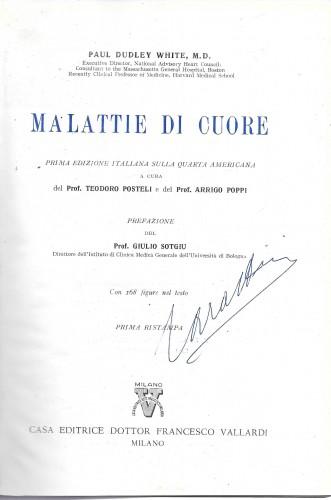 PAUL DUDLEY WHITE, M.D.
Executive Director, National Advisory Heart Council;
Consultant to the Massachusetts General Hospital, Boston
Recently Clinical Professor of Medicine, Harvard Medical School
MALATTIE DI CUORE
PRIMA EDIZIONE ITALIANA SULLA QUARTA AMERICANA
A CURA
del Prof. TEODORO POSTELI e del Prof. ARRIGO POPPI
PREFAZIONE
DEL
Prof. GIULIO SOTGIU
Direttore dell'Istituto di Clinica Medica Generale dell'Università di Bologna
Con 268 figure nel testo
PRIMA RISTAMPA
MILANO
V
CASA EDITRICE DOTTOR FRANCESCO VALLARDI
MILANO